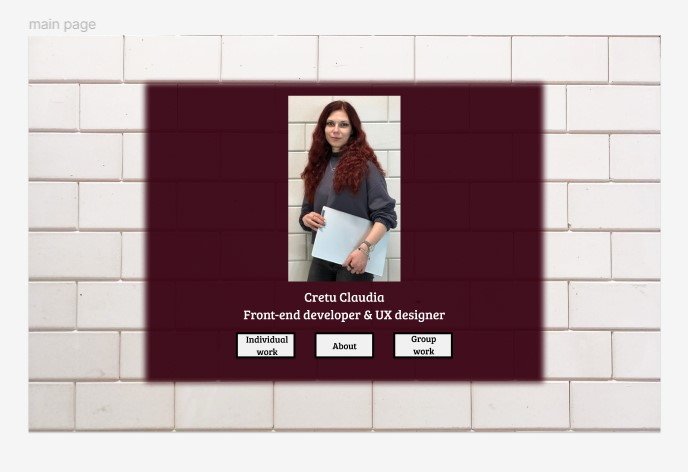 main page
Cretu Claudia
Front-end developer & UX designer
Individual
work
About
Group
work